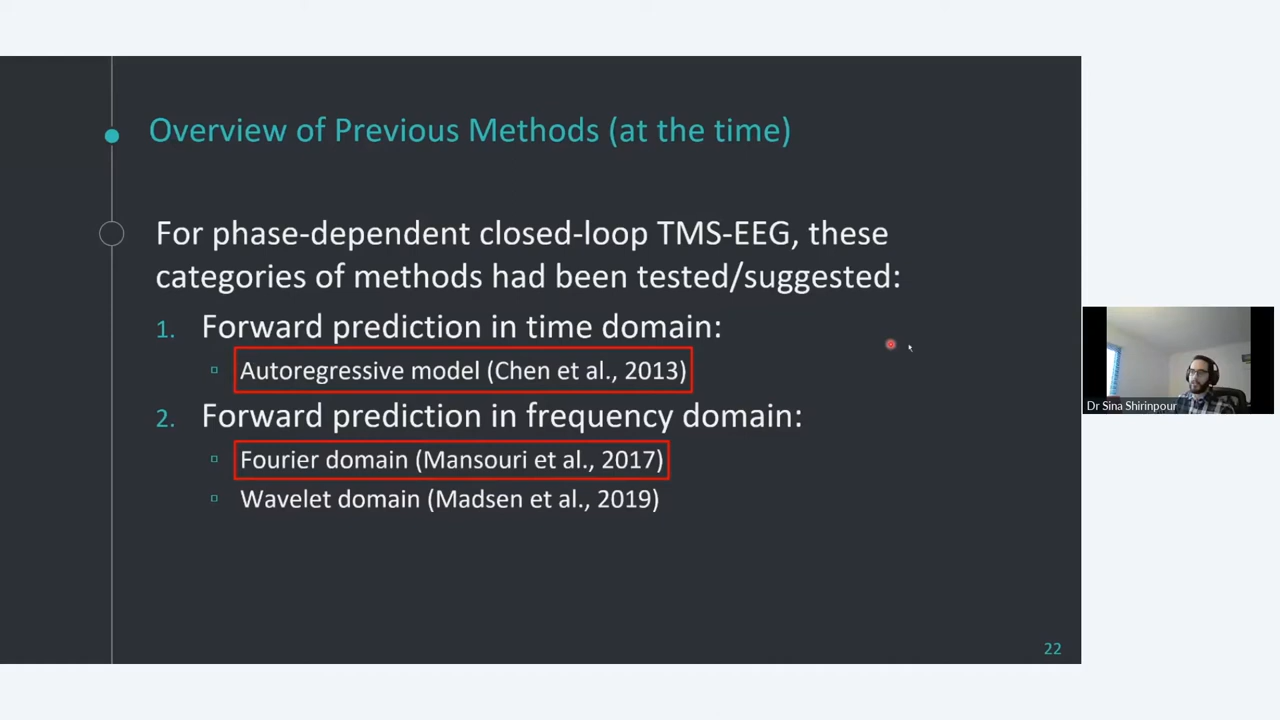 Overview of Previous Methods (at the time)
For phase-dependent closed-loop TMS-EEG, these
categories of methods had been tested/suggested:
1. Forward prediction in time domain:
Autoregressive model (Chen et al., 2013)
2. Forward prediction in frequency domain:
Fourier domain (Mansouri et al., 2017)
Wavelet domain (Madsen et al., 2019)
Dr Sina Shirinpour
22